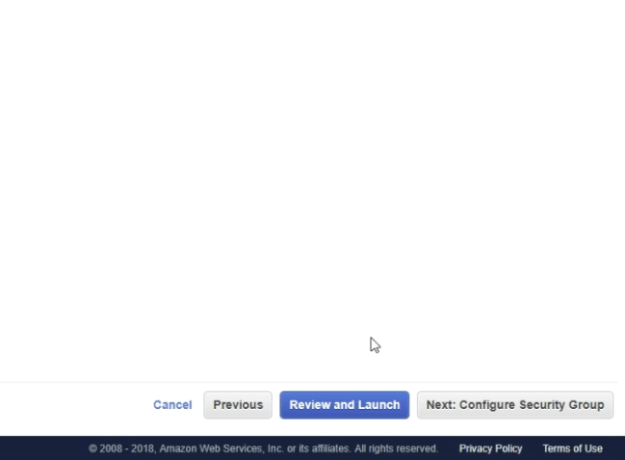 Cancel Previous Review and Launch Next: Configure Security Group
© 2008 - 2018, Amazon Web Services, Inc. or its affiliates. All rights reserved. Privacy Policy Terms of Use